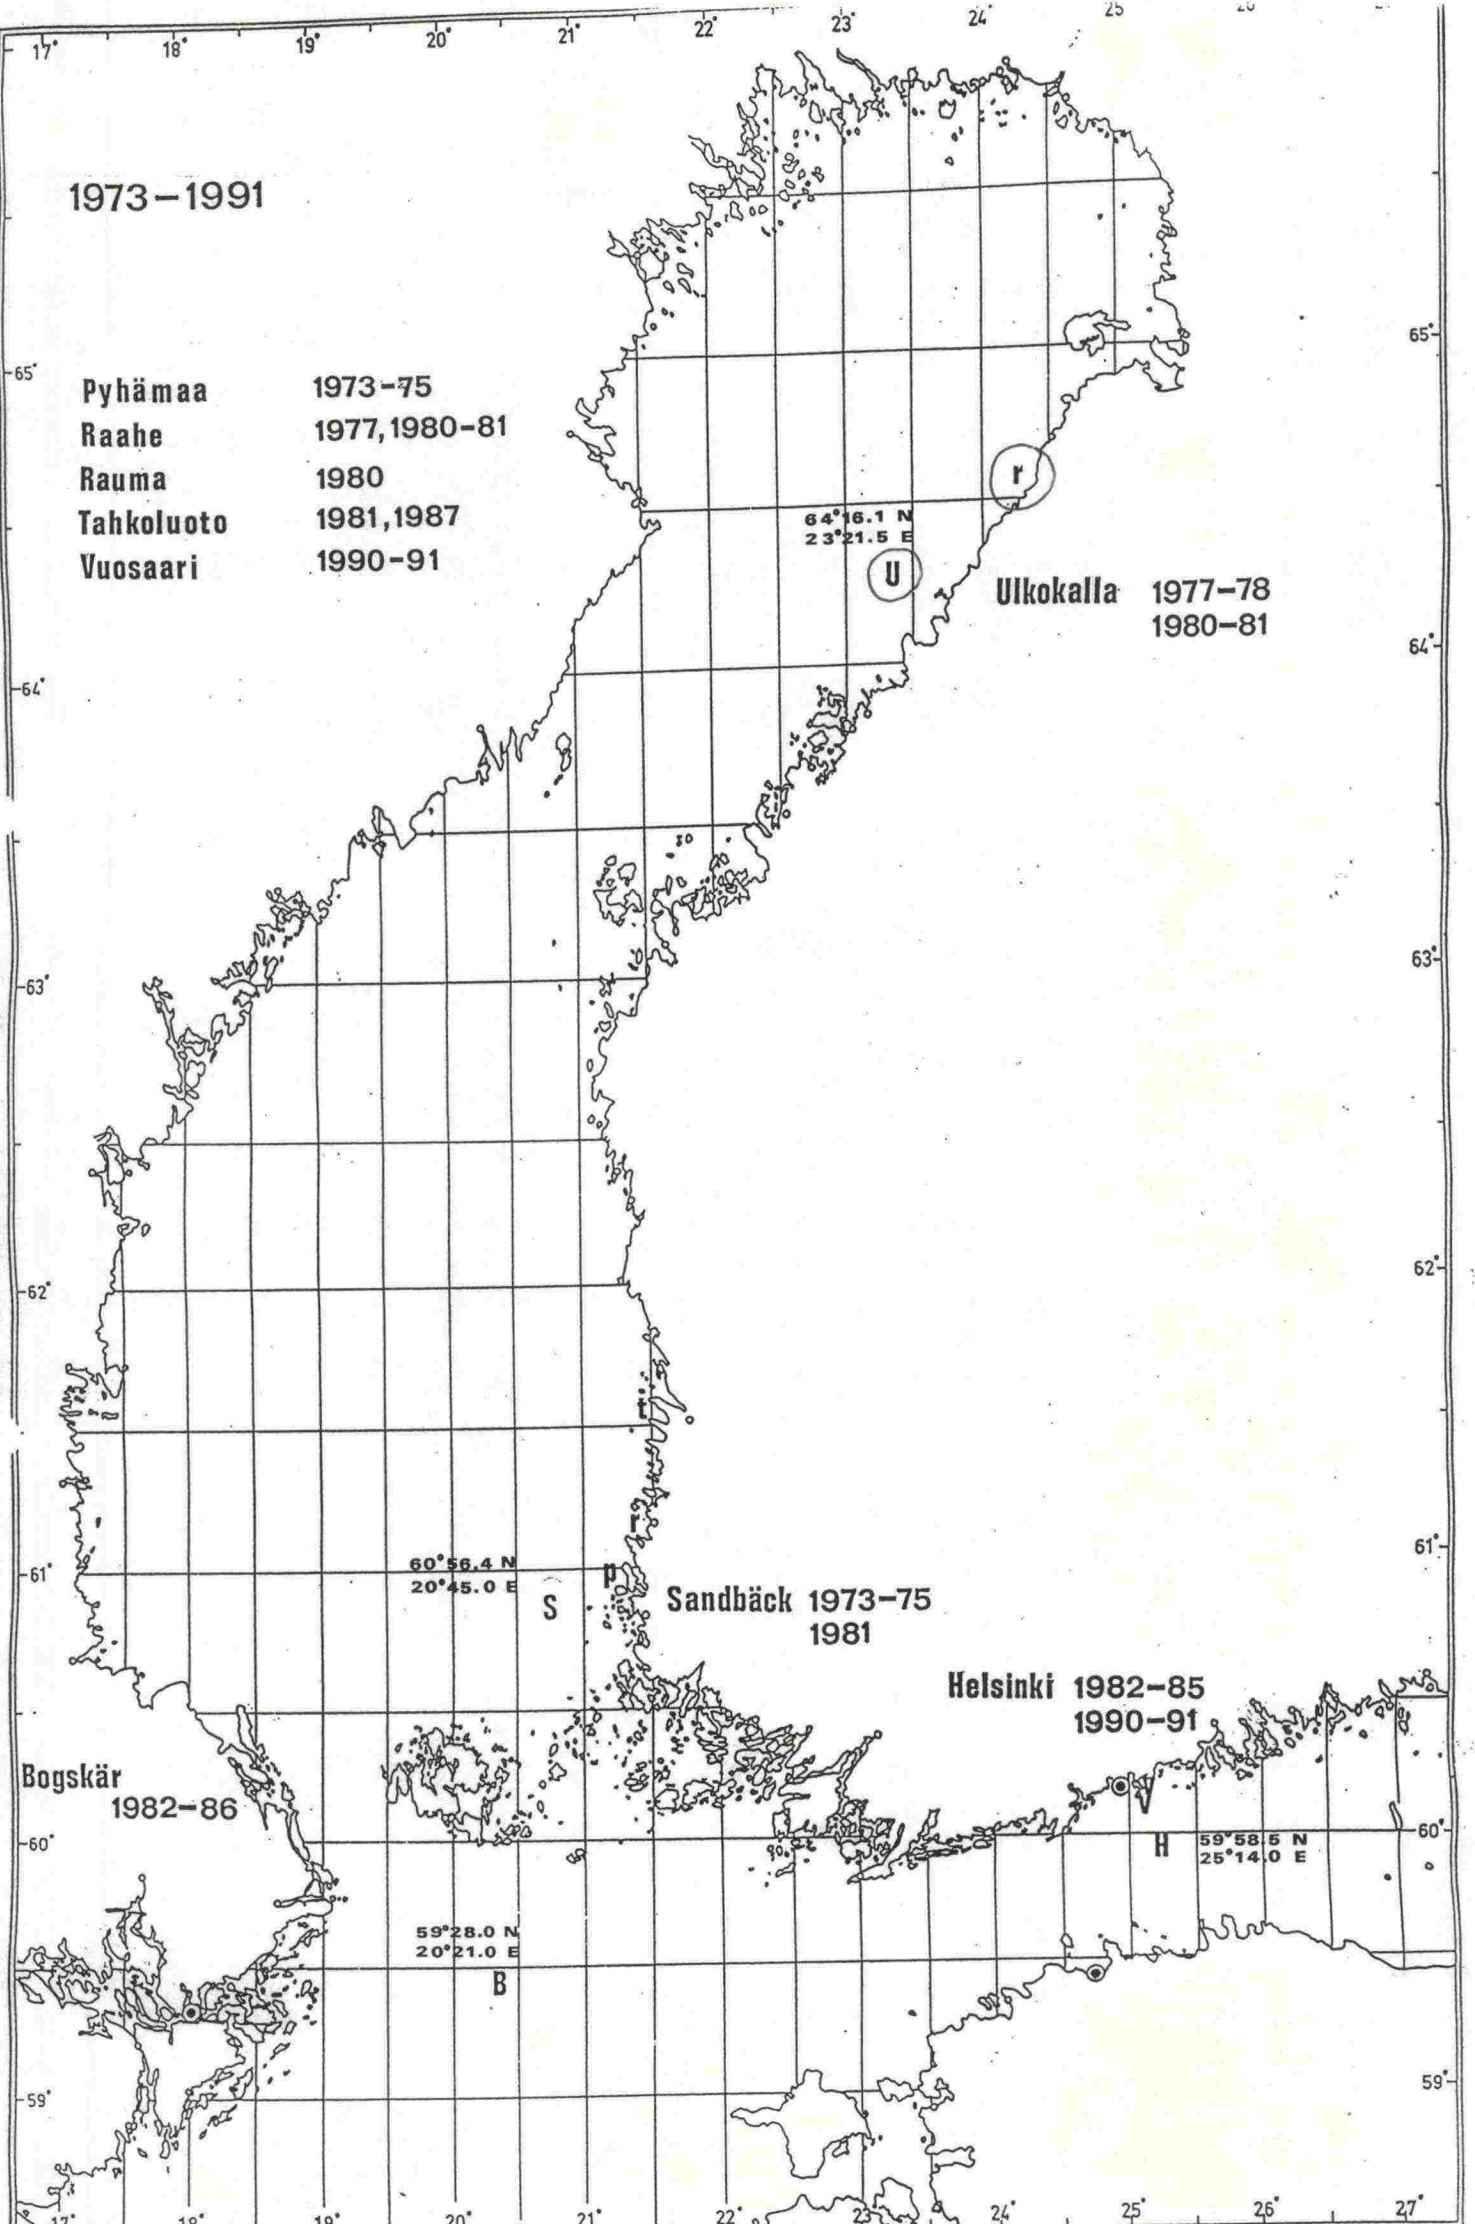 17° 18° 19° 20° 21° 22° 23° 24° 25
1973–1991
65°
65°
Pyhämaa 1973-75
Raahe 1977,1980-81
Rauma 1980
Tahkoluoto 1981,1987
Vuosaari 1990-91
r
64°16.1 N
23°21.5 E
U
Ulkokalla 1977–78
1980–81
64°
64°
63°
63°
62°
62°
t
r
61°
61°
60°56.4 N
20°45.0 E
p
S
Sandbäck 1973–75
1981
Helsinki 1982–85
1990–91
Bogskär
1982–86
V
60°
60°
H
59°58.5 N
25°14.0 E
59°28.0 N
20°21.0 E
B
59°
59°
17° 18° 19° 20° 21° 22° 23° 24° 25° 26° 27°